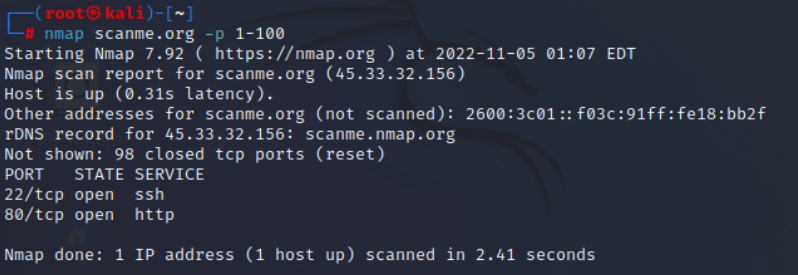 ┌──(root㉿kali)-[~]
└─# nmap scanme.org -p 1-100
Starting Nmap 7.92 ( https://nmap.org ) at 2022-11-05 01:07 EDT
Nmap scan report for scanme.org (45.33.32.156)
Host is up (0.31s latency).
Other addresses for scanme.org (not scanned): 2600:3c01::f03c:91ff:fe18:bb2f
rDNS record for 45.33.32.156: scanme.nmap.org
Not shown: 98 closed tcp ports (reset)
PORT   STATE SERVICE
22/tcp open  ssh
80/tcp open  http
Nmap done: 1 IP address (1 host up) scanned in 2.41 seconds